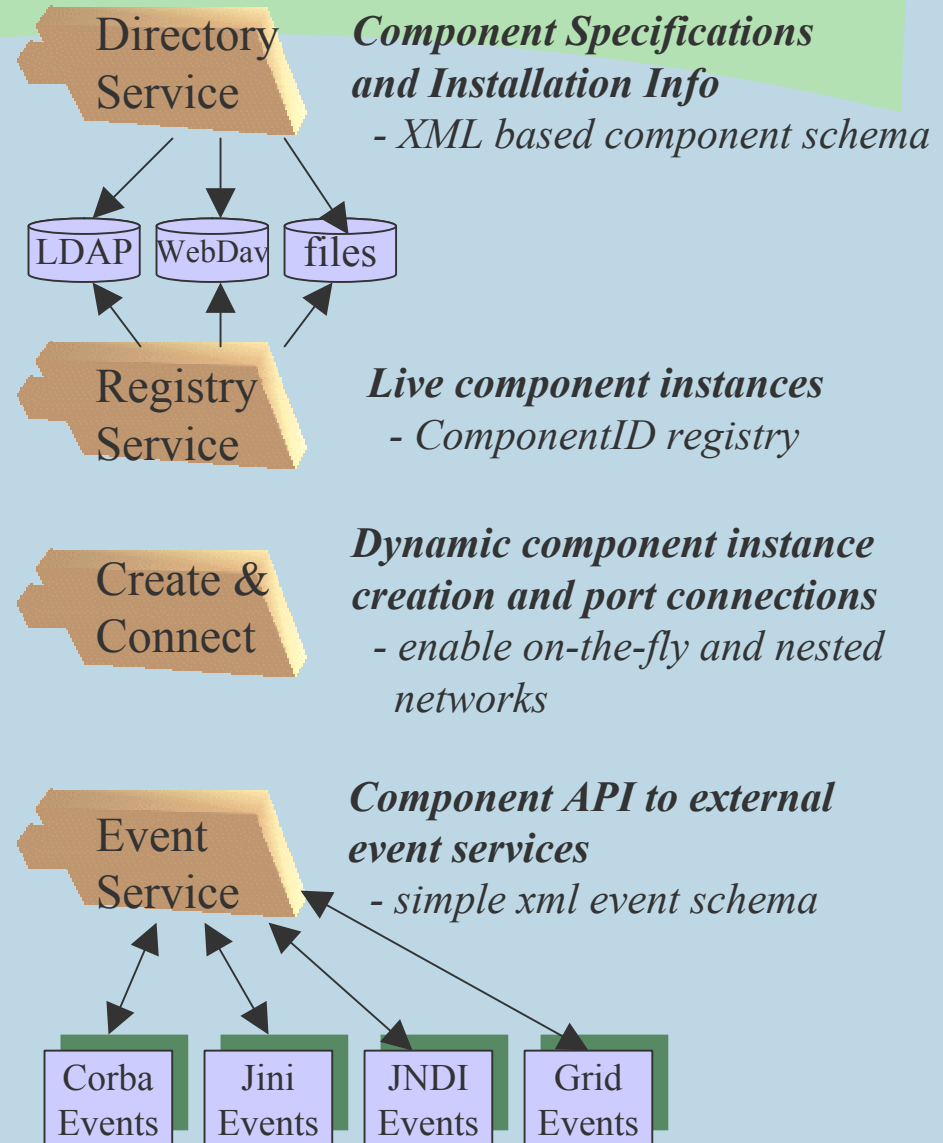 Directory
Service
Component Specifications
and Installation Info
- XML based component schema
LDAP
WebDav
files
Registry
Service
Live component instances
- ComponentID registry
Create &
Connect
Dynamic component instance
creation and port connections
- enable on-the-fly and nested
networks
Event
Service
Component API to external
event services
- simple xml event schema
Corba
Events
Jini
Events
JNDI
Events
Grid
Events